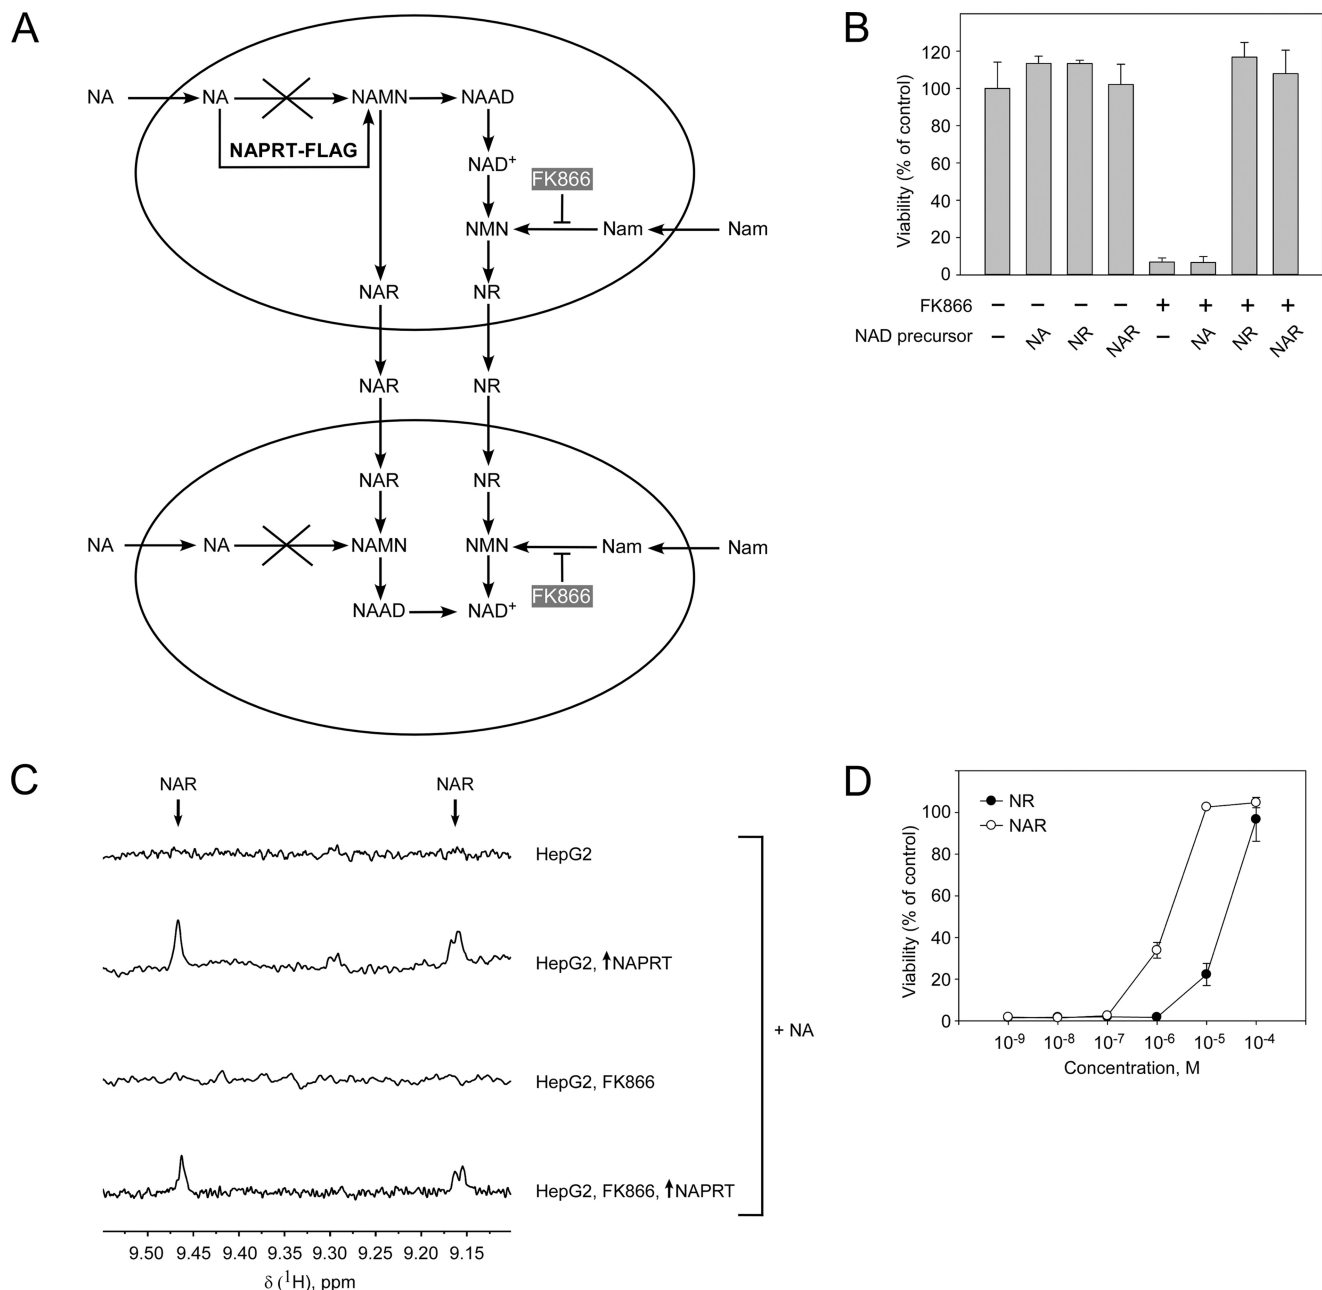 A
NA NA NAMN NAAD
NAPRT-FLAG
NAD+
FK866
NMN Nam Nam
NAR NR
NAR NR
NAR NR
NA NA NAMN NMN Nam Nam
FK866
NAAD NAD+
B
Viability (% of control)
120
100
80
60
40
20
0
FK866 − − − − + + + +
NAD precursor − NA NR NAR − NA NR NAR
C
NAR NAR
HepG2
HepG2, ↑NAPRT
HepG2, FK866
HepG2, FK866, ↑NAPRT
+ NA
9.50 9.45 9.40 9.35 9.30 9.25 9.20 9.15
δ (1H), ppm
D
NR
NAR
Viability (% of control)
100
80
60
40
20
0
10-9 10-8 10-7 10-6 10-5 10-4
Concentration, M